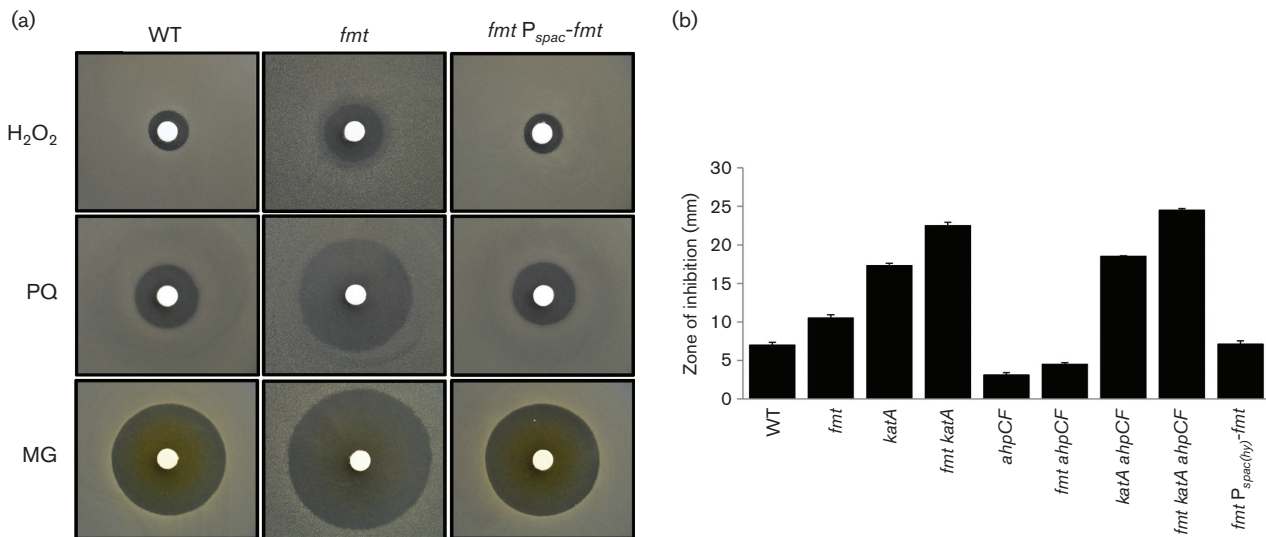 (a)
WT fmt fmt Pspac-fmt
H2O2
PQ
MG
(b)
Zone of inhibition (mm)
30
25
20
15
10
5
0
WT
fmt
katA
fmt katA
ahpCF
fmt ahpCF
katA ahpCF
fmt katA ahpCF
fmt Pspac(hy)-fmt